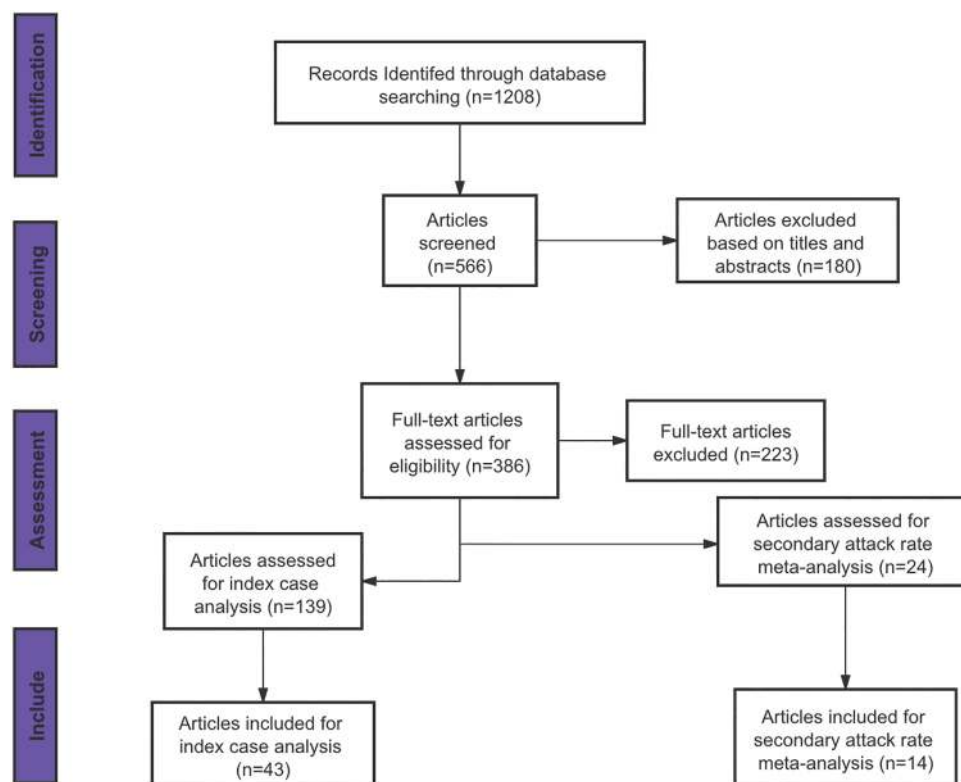 Identification
Records Identifed through database
searching (n=1208)
Screening
Articles
screened
(n=566)
Articles excluded
based on titles and
abstracts (n=180)
Assessment
Full-text articles
assessed for
eligibility (n=386)
Full-text articles
excluded (n=223)
Articles assessed
for index case
analysis (n=139)
Articles assessed for
secondary attack rate
meta-analysis (n=24)
Include
Articles included for
index case analysis
(n=43)
Articles included for
secondary attack rate
meta-analysis (n=14)